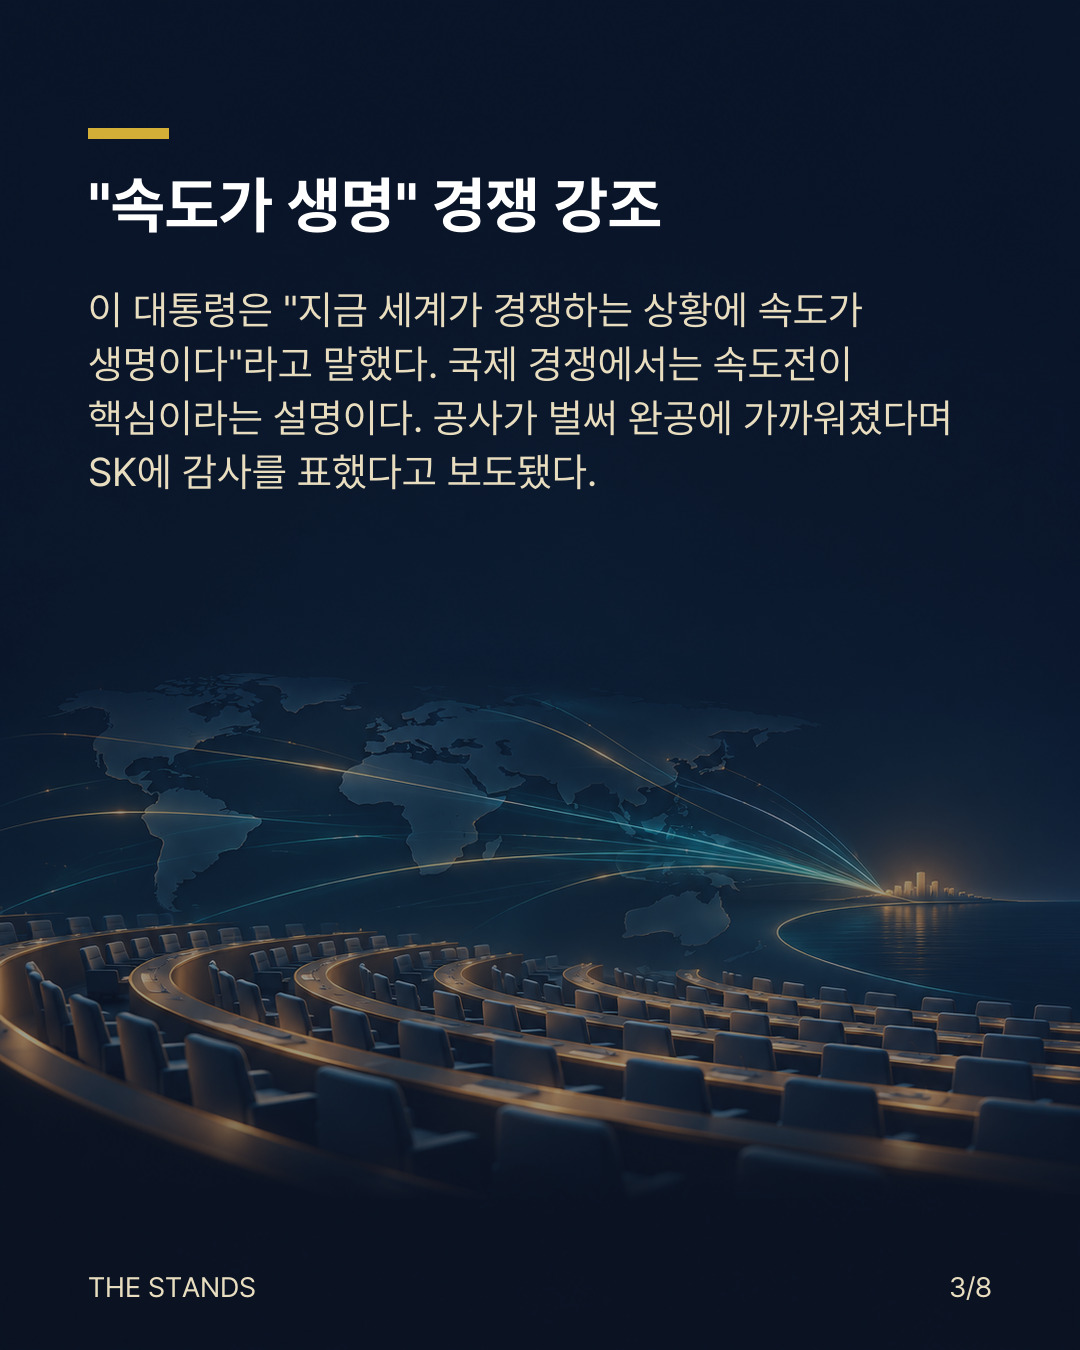 "속도가 생명" 경쟁 강조
이 대통령은 "지금 세계가 경쟁하는 상황에 속도가
생명이다"라고 말했다. 국제 경쟁에서는 속도전이
핵심이라는 설명이다. 공사가 벌써 완공에 가까워졌다며
SK에 감사를 표했다고 보도됐다.
THE STANDS
3/8